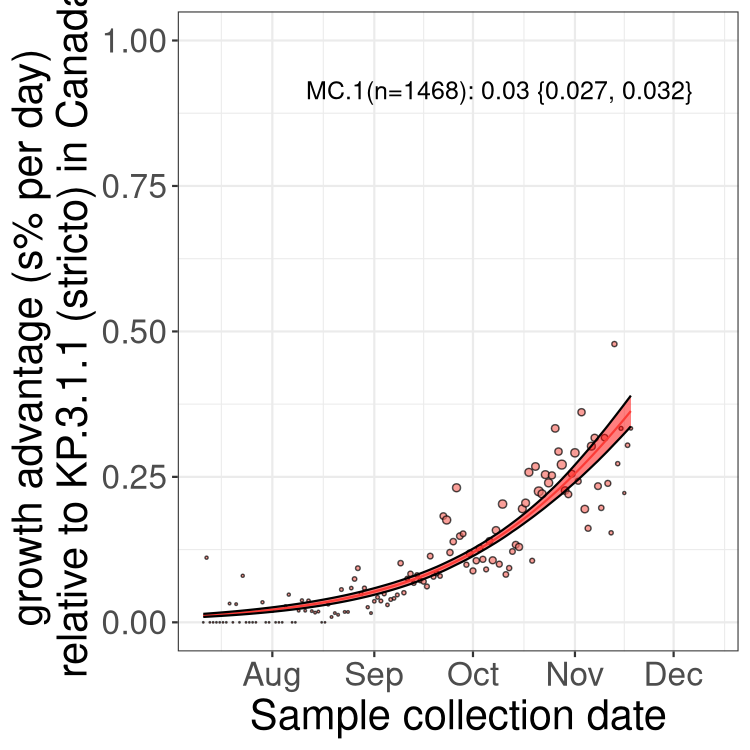 growth advantage (s% per day)
relative to KP.3.1.1 (stricto) in Canada
1.00
0.75
0.50
0.25
0.00
MC.1(n=1468): 0.03 {0.027, 0.032}
Aug Sep Oct Nov Dec
Sample collection date